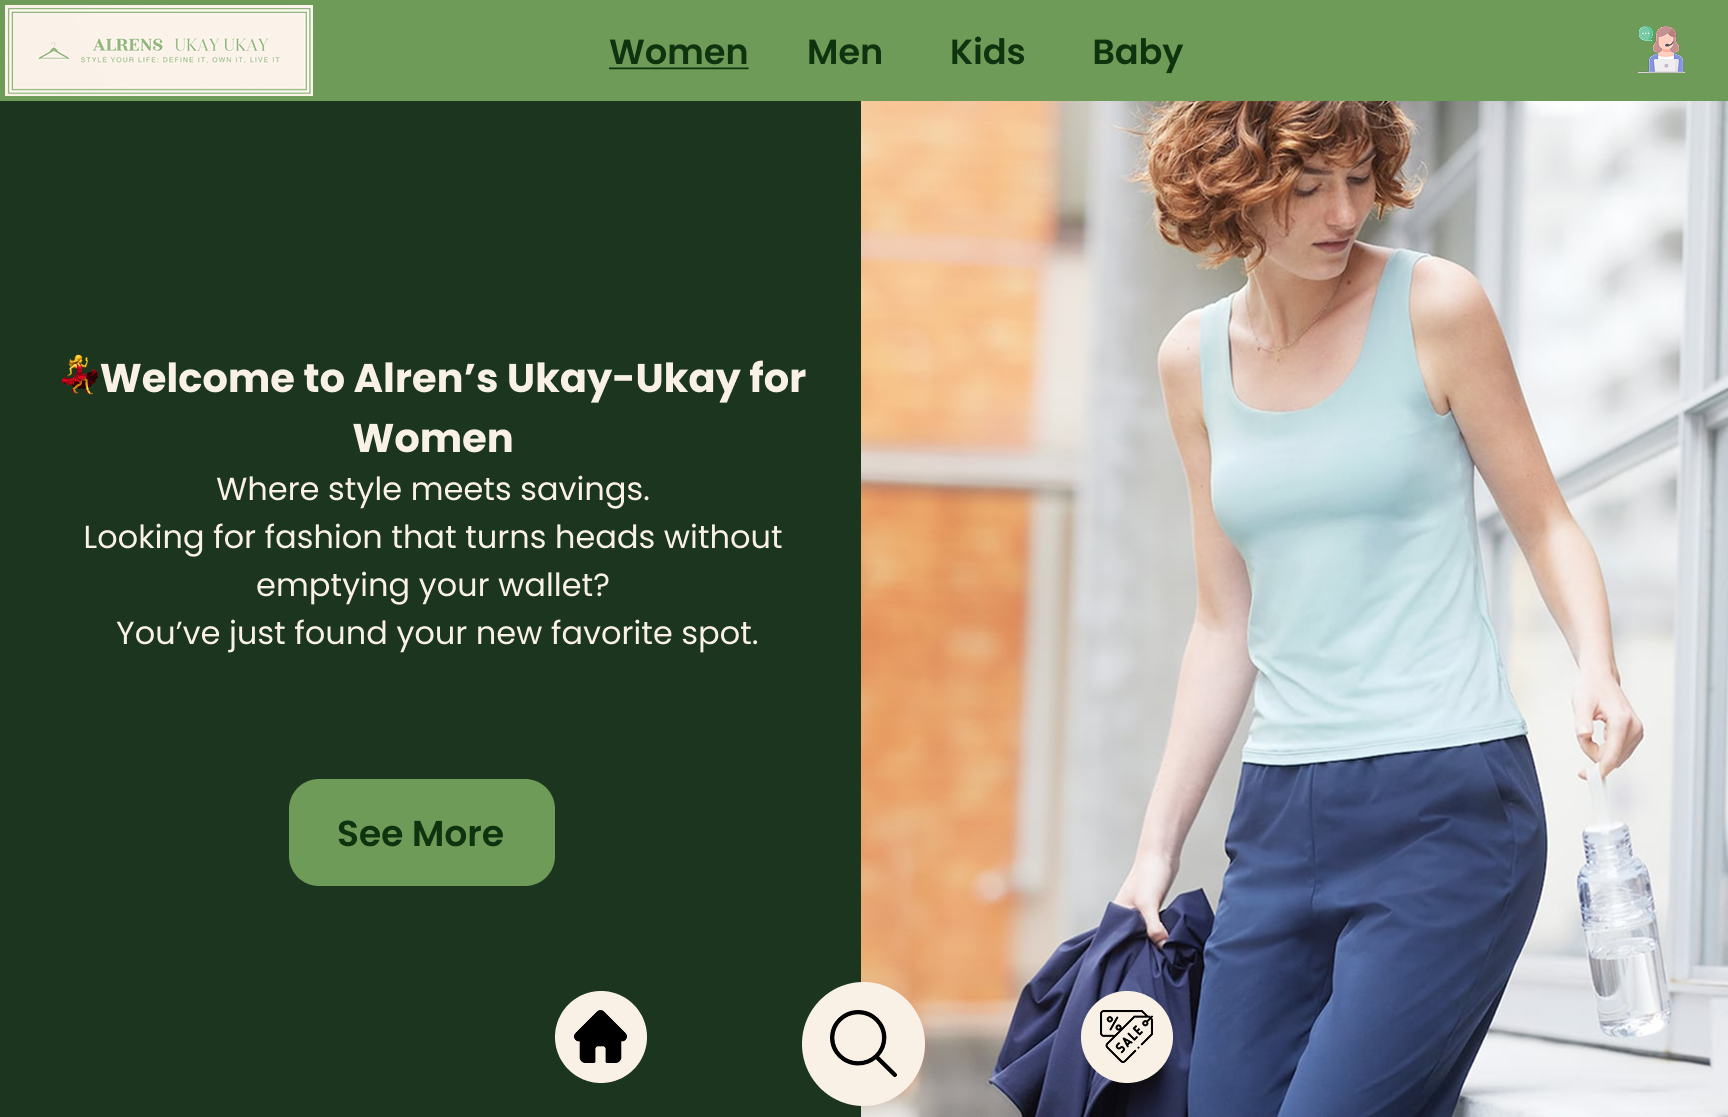 ALRENS UKAY UKAY
STYLE YOUR LIFE: DEFINE IT, OWN IT, LIVE IT
Women Men Kids Baby
💃Welcome to Alren’s Ukay-Ukay for
Women
Where style meets savings.
Looking for fashion that turns heads without
emptying your wallet?
You’ve just found your new favorite spot.
See More
%
SALE